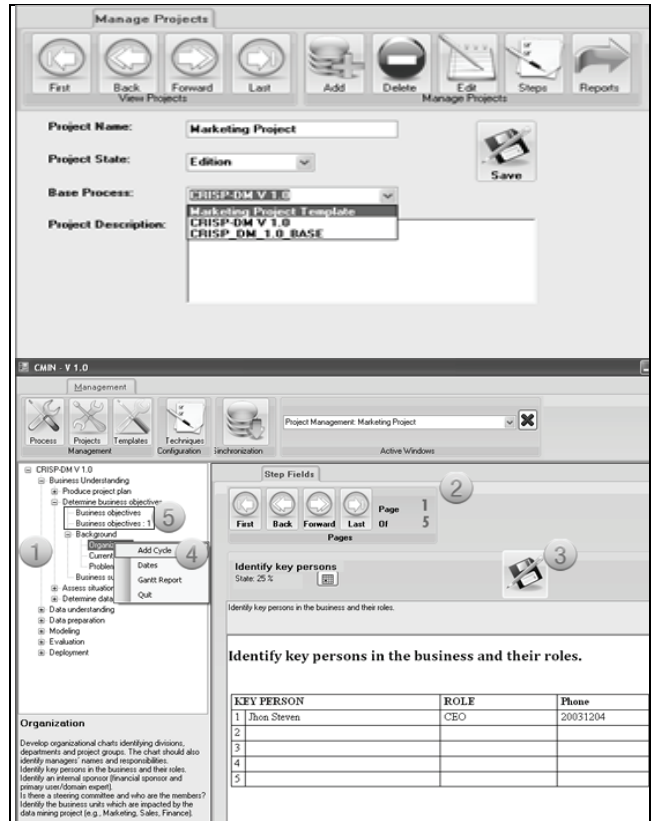 Manage Projects
First Back Forward Last Add Delete Edit Steps Reports
View Projects Manage Projects
Project Name: Marketing Project
Project State: Edition
Save
Base Process: CRISP-DM V 1.0
Marketing Project Template
Project Description: CRISP-DM V 1.0
CRISP_DM_1.0_BASE
CMIN - V 1.0
Management
Process Projects Templates Techniques
Management Configuration
Project Management: Marketing Project
Active Windows
CRISP-DM V 1.0
Business Understanding
Produce project plan
Determine business objectives
Business objectives
Business objectives : 1
5
Background
1
Add Cycle
4
Current
Dates
Problem
Gantt Report
Business su
Quit
Assess situation
Determine data
Data understanding
Data preparation
Modeling
Evaluation
Deployment
Step Fields
2
First Back Forward Last Page 1
Of 5
Pages
Identify key persons
State: 25 %
3
Identify key persons in the business and their roles.
Identify key persons in the business and their roles.
KEY PERSON ROLE Phone
1 Jhon Steven CEO 20031204
2
3
4
5
Organization
Develop organizational charts identifying divisions,
departments and project groups. The chart should also
identify managers' names and responsibilities.
Identify key persons in the business and their roles.
Identify an internal sponsor (financial sponsor and
primary user/domain expert).
Is there a steering committee and who are the members?
Identify the business units which are impacted by the
data mining project (e.g., Marketing, Sales, Finance).